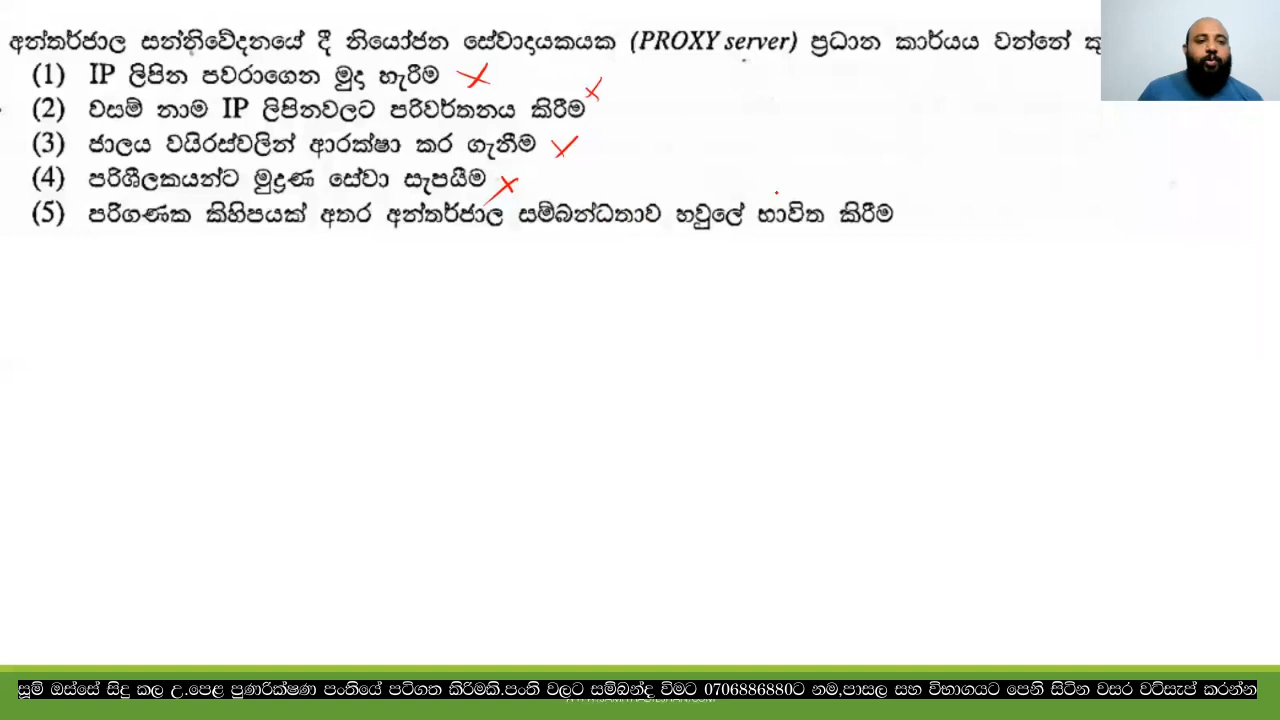 අන්තර්ජාල සන්නිවේදනයේ දී නියෝජන සේවාදායකයක (PROXY server) ප්‍රධාන කාර්යය වන්නේ
(1) IP ලිපින පවරාගෙන මුදා හැරීම
(2) වසම් නාම IP ලිපිනවලට පරිවර්තනය කිරීම
(3) ජාලය වයිරස්වලින් ආරක්ෂා කර ගැනීම
(4) පරිශීලකයන්ට මුද්‍රණ සේවා සැපයීම
(5) පරිගණක කිහිපයක් අතර අන්තර්ජාල සම්බන්ධතාව හවුලේ භාවිත කිරීම
සූම් ඔස්සේ සිදු කල උ.පෙළ පුණරීක්ෂණ පංතියේ පටිගත කිරීමකි.පංති වලට සම්බන්ද වීමට 0706886880ට නම,පාසල සහ විභාගයට පෙනී සිටින වසර වට්සැප් කරන්න